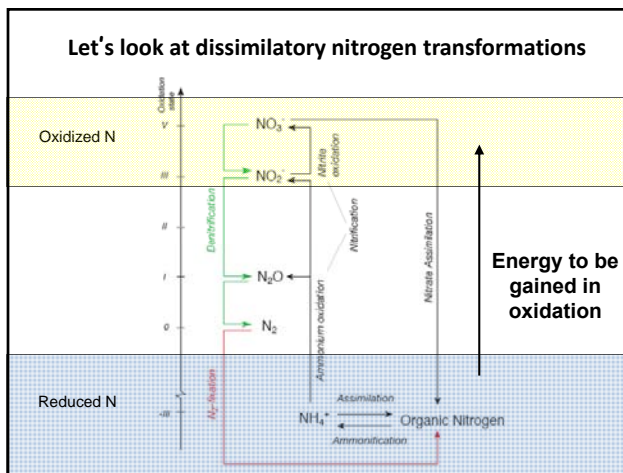 Let's look at dissimilatory nitrogen transformations
Oxidation
state
Oxidized N
V
NO3-
Nitrite
oxidation
III
NO2-
Denitrification
II
Nitrification
Nitrate Assimilation
I
N2O
Energy to be
gained in
oxidation
Ammonium oxidation
0
N2
Reduced N
N2-fixation
-III
NH4+
Assimilation
Ammonification
Organic Nitrogen